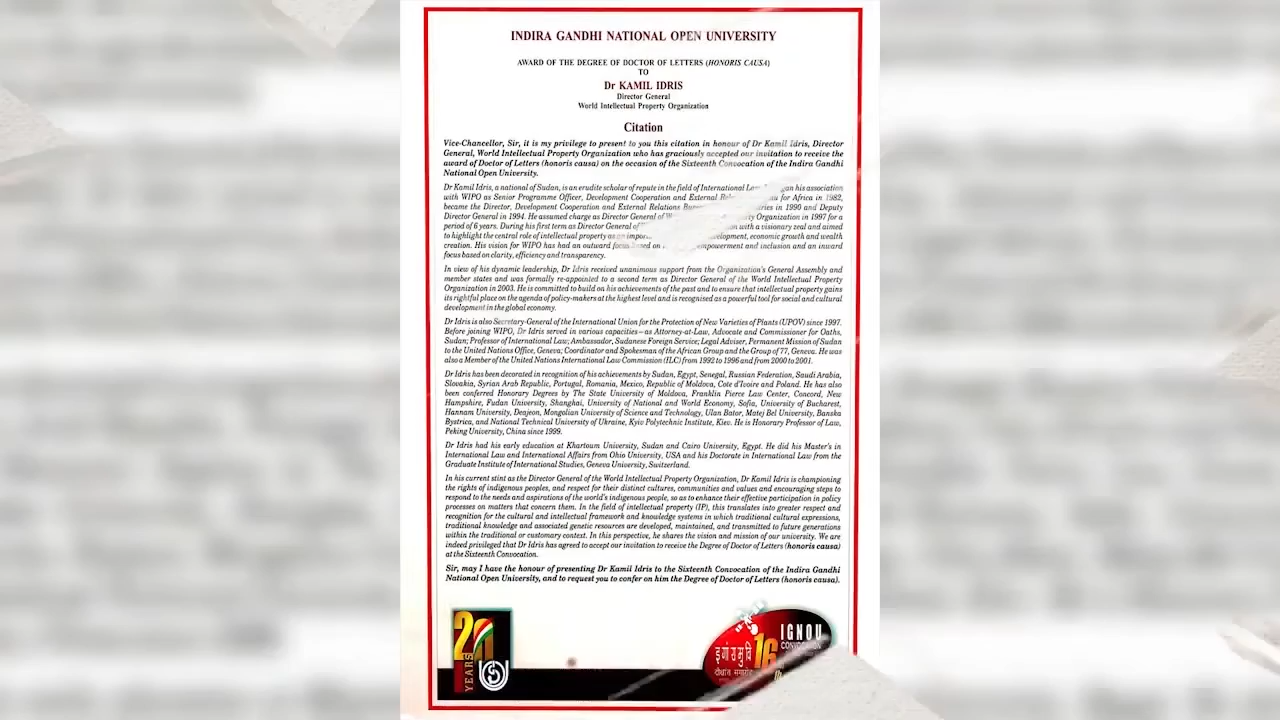 INDIRA GANDHI NATIONAL OPEN UNIVERSITY
AWARD OF THE DEGREE OF DOCTOR OF LETTERS (HONORIS CAUSA)
TO
Dr KAMIL IDRIS
Director General
World Intellectual Property Organization
Citation
Vice-Chancellor, Sir, it is my privilege to present to you this citation in honour of Dr Kamil Idris, Director
General, World Intellectual Property Organization who has graciously accepted our invitation to receive the
award of Doctor of Letters (honoris causa) on the occasion of the Sixteenth Convocation of the Indira Gandhi
National Open University.
Dr Kamil Idris, a national of Sudan, is an erudite scholar of repute in the field of International his association
with WIPO as Senior Programme Officer, Development Cooperation and External for Africa in 1982,
became the Director, Development Cooperation and External Relations in 1990 and Deputy
Director General in 1994. He assumed charge as Director General of Organization in 1997 for a
period of 6 years. During his first term as Director General of with a visionary zeal and aimed
to highlight the central role of intellectual property as an economic growth and wealth
creation. His vision for WIPO has had an outward focus based on empowerment and inclusion and an inward
focus based on clarity, efficiency and transparency.
In view of his dynamic leadership, Dr Idris received unanimous support from the Organization's General Assembly and
member states and was formally re-appointed to a second term as Director General of the World Intellectual Property
Organization in 2003. He is committed to build on his achievements of the past and to ensure that intellectual property gains
its rightful place on the agenda of policy-makers at the highest level and is recognised as a powerful tool for social and cultural
development in the global economy.
Dr Idris is also Secretary-General of the International Union for the Protection of New Varieties of Plants (UPOV) since 1997.
Before joining WIPO, Dr Idris served in various capacities – as Attorney-at-Law, Advocate and Commissioner for Oaths,
Sudan; Professor of International Law; Ambassador, Sudanese Foreign Service; Legal Adviser, Permanent Mission of Sudan
to the United Nations Office, Geneva; Coordinator and Spokesman of the African Group and the Group of 77, Geneva. He was
also a Member of the United Nations International Law Commission (ILC) from 1992 to 1996 and from 2000 to 2001.
Dr Idris has been decorated in recognition of his achievements by Sudan, Egypt, Senegal, Russian Federation, Saudi Arabia,
Slovakia, Syrian Arab Republic, Portugal, Romania, Mexico, Republic of Moldova, Cote d'Ivoire and Poland. He has also
been conferred Honorary Degrees by The State University of Moldova, Franklin Pierce Law Center, Concord, New
Hampshire, Fudan University, Shanghai, University of National and World Economy, Sofia, University of Bucharest,
Hannam University, Deajeon, Mongolian University of Science and Technology, Ulan Bator, Matej Bel University, Banska
Bystrica, and National Technical University of Ukraine, Kyiv Polytechnic Institute, Kiev. He is Honorary Professor of Law,
Peking University, China since 1999.
Dr Idris had his early education at Khartoum University, Sudan and Cairo University, Egypt. He did his Master's in
International Law and International Affairs from Ohio University, USA and his Doctorate in International Law from the
Graduate Institute of International Studies, Geneva University, Switzerland.
In his current stint as the Director General of the World Intellectual Property Organization, Dr Kamil Idris is championing
the rights of indigenous peoples, and respect for their distinct cultures, communities and values and encouraging steps to
respond to the needs and aspirations of the world's indigenous people, so as to enhance their effective participation in policy
processes on matters that concern them. In the field of intellectual property (IP), this translates into greater respect and
recognition for the cultural and intellectual framework and knowledge systems in which traditional cultural expressions,
traditional knowledge and associated genetic resources are developed, maintained, and transmitted to future generations
within the traditional or customary context. In this perspective, he shares the vision and mission of our university. We are
indeed privileged that Dr Idris has agreed to accept our invitation to receive the Degree of Doctor of Letters (honoris causa)
at the Sixteenth Convocation.
Sir, may I have the honour of presenting Dr Kamil Idris to the Sixteenth Convocation of the Indira Gandhi
National Open University, and to request you to confer on him the Degree of Doctor of Letters (honoris causa).
20
YEARS
इ गां रा मु वि
16
IGNOU
CONVOCATION